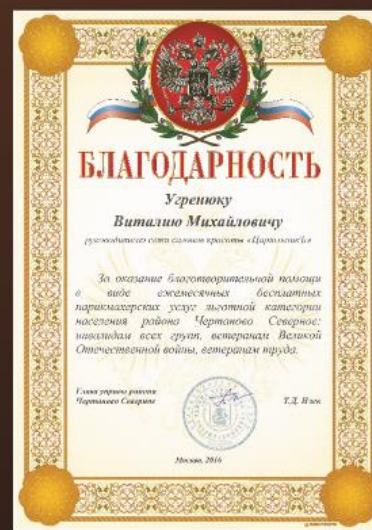 БЛАГОДАРНОСТЬ
Угренюку
Виталию Михайловичу
руководителю сети салонов красоты
За оказание благотворительной помощи
в виде ежемесячных бесплатных
парикмахерских услуг льготной категории
населения района Чертаново Северное:
инвалидам всех групп, ветеранам Великой
Отечественной войны, ветеранам труда.
Глава управы района
Чертаново Северное
Т.Д.
Москва, 2016